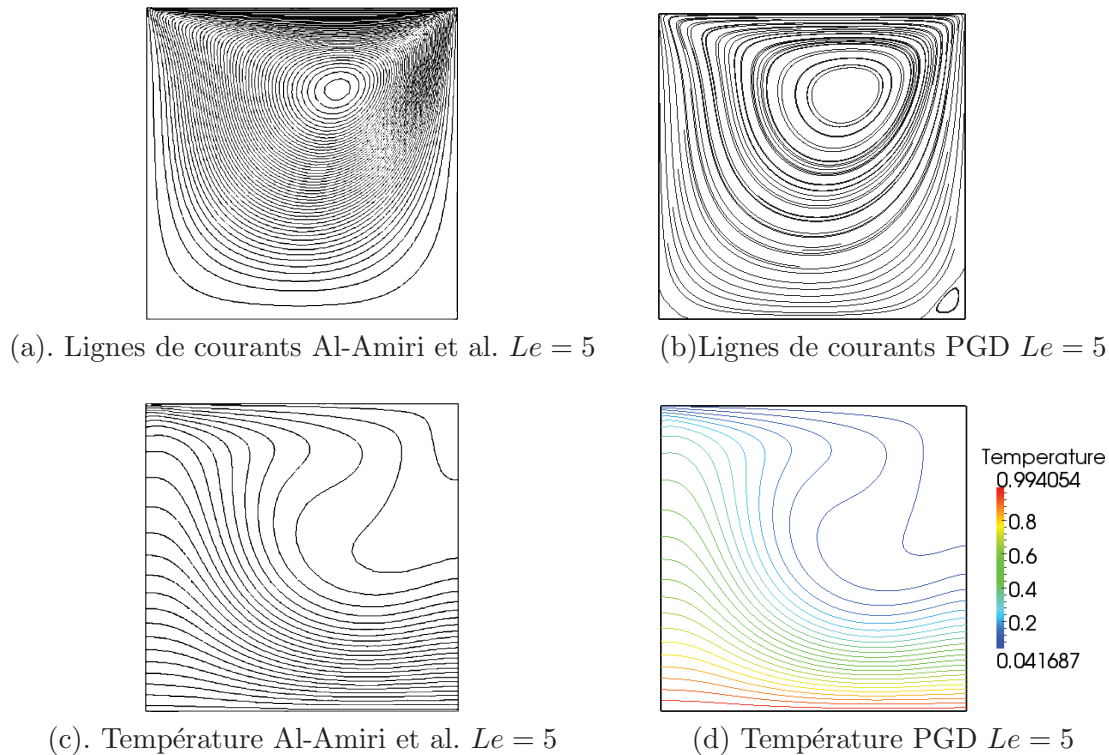 (a). Lignes de courants Al-Amiri et al. Le = 5
(b)Lignes de courants PGD Le = 5
Temperature
0.994054
0.8
0.6
0.4
0.2
0.041687
(c). Température Al-Amiri et al. Le = 5
(d) Température PGD Le = 5